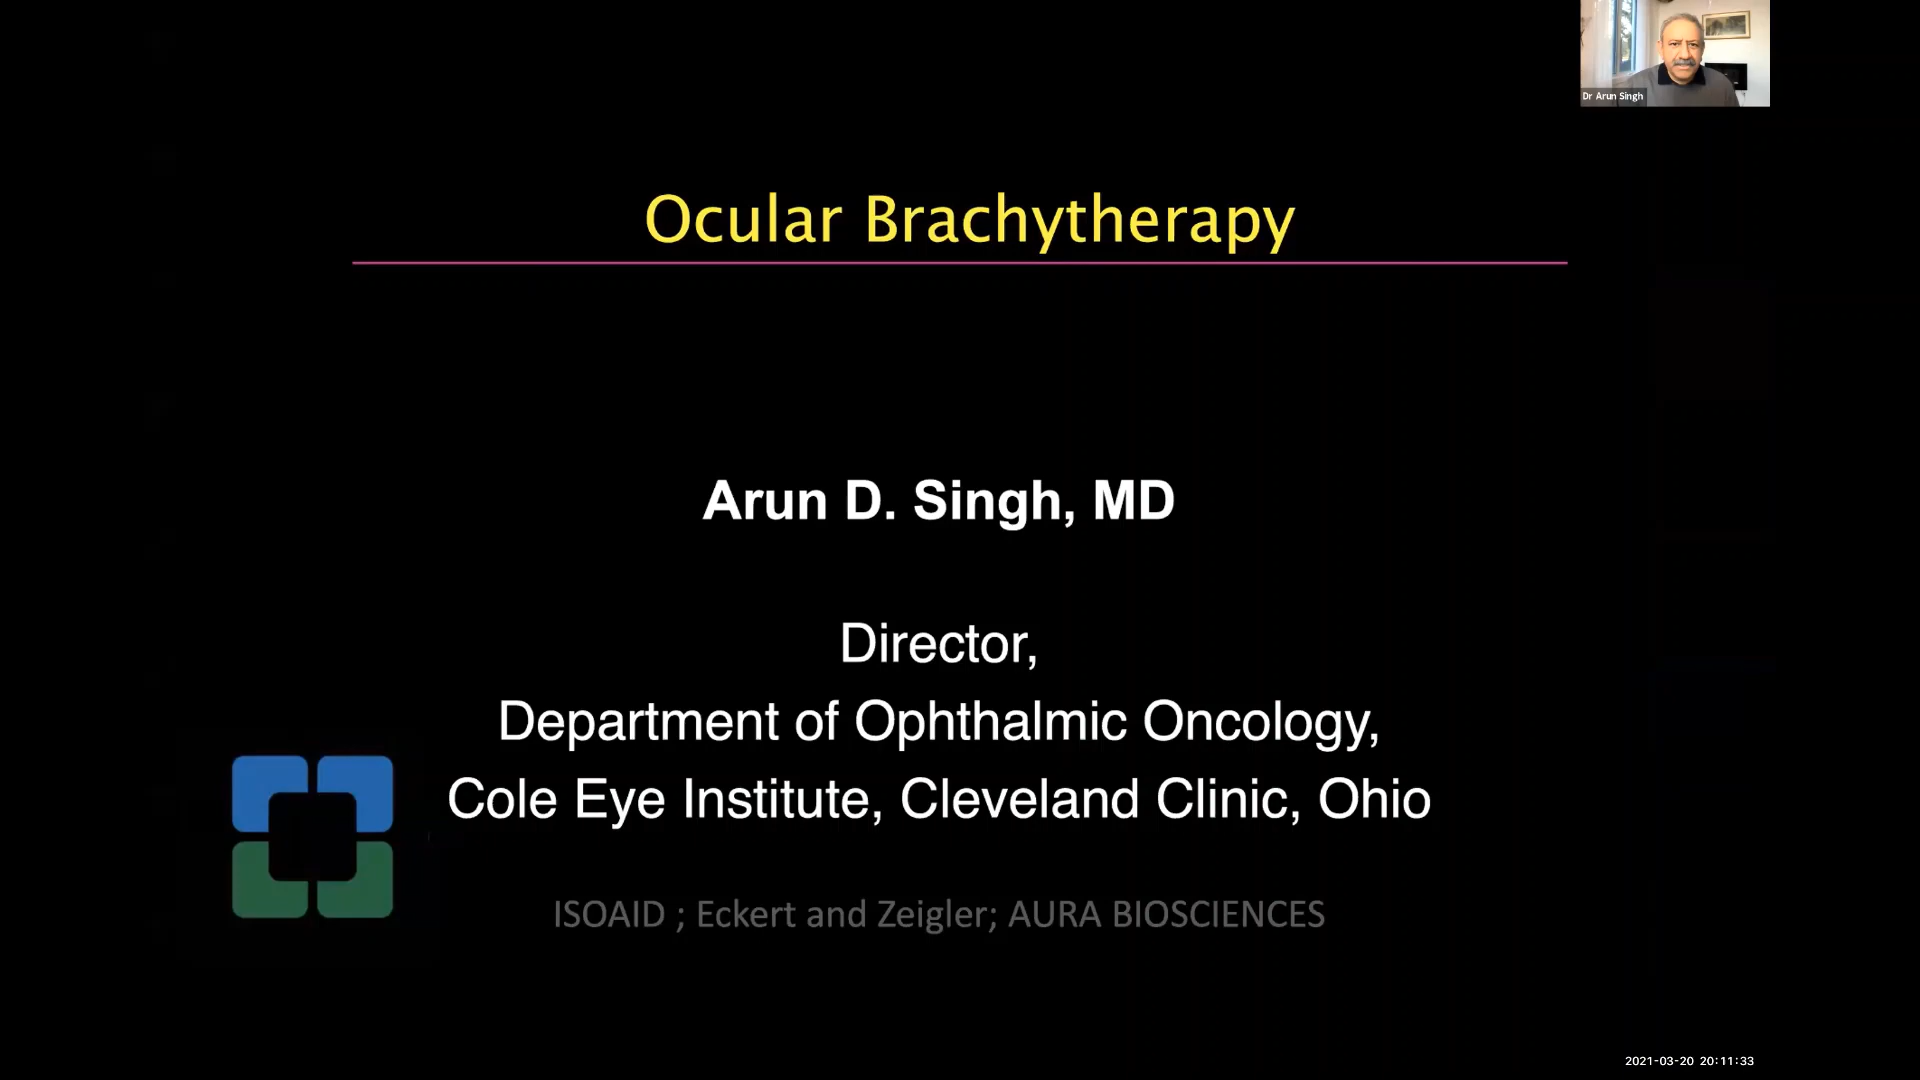 Dr Arun Singh
Ocular Brachytherapy
Arun D. Singh, MD
Director,
Department of Ophthalmic Oncology,
Cole Eye Institute, Cleveland Clinic, Ohio
ISOAID ; Eckert and Zeigler; AURA BIOSCIENCES
2021-03-20 20:11:33